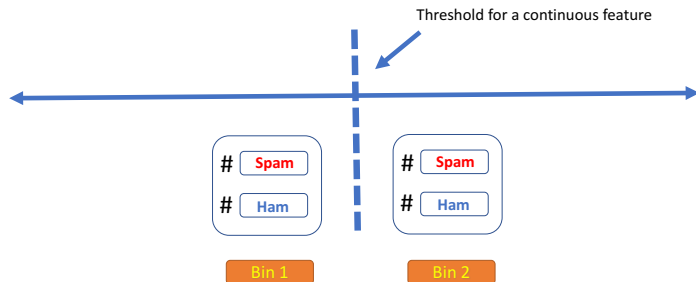 Threshold for a continuous feature
# Spam
# Spam
# Ham
# Ham
Bin 1
Bin 2